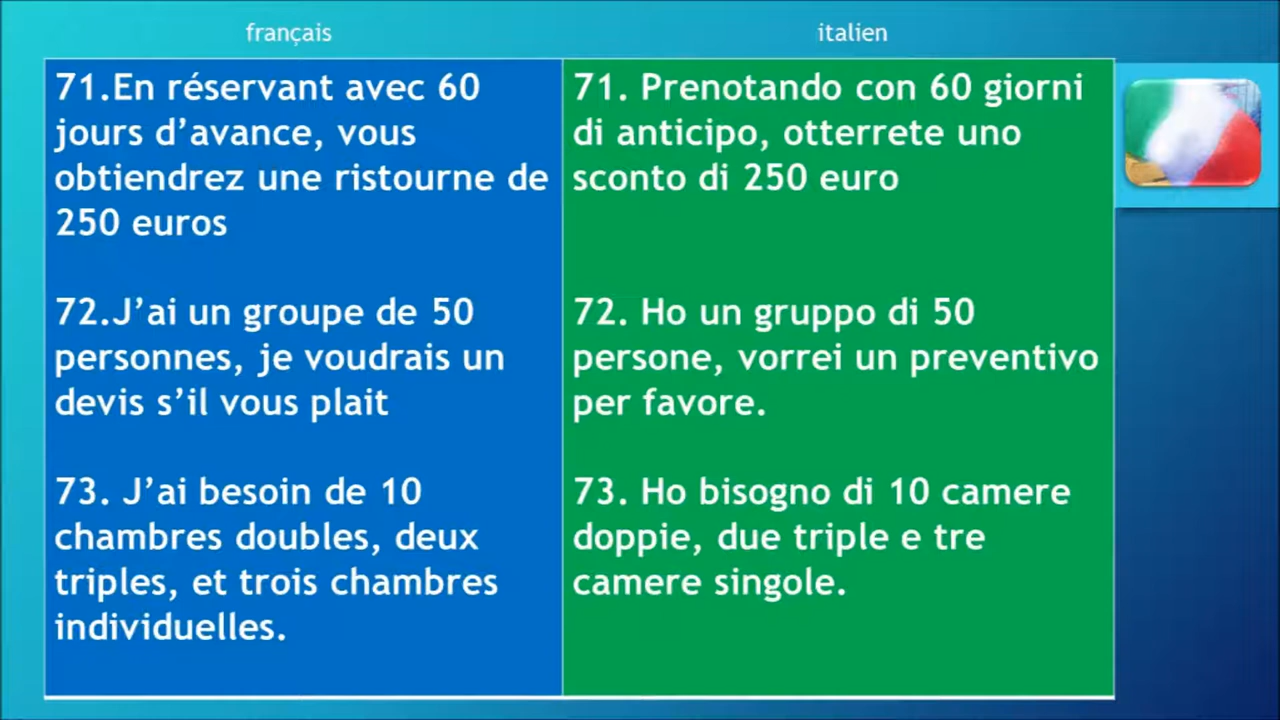 français
italien
71.En réservant avec 60
jours d’avance, vous
obtiendrez une ristourne de
250 euros
72.J’ai un groupe de 50
personnes, je voudrais un
devis s’il vous plait
73. J’ai besoin de 10
chambres doubles, deux
triples, et trois chambres
individuelles.
71. Prenotando con 60 giorni
di anticipo, otterrete uno
sconto di 250 euro
72. Ho un gruppo di 50
persone, vorrei un preventivo
per favore.
73. Ho bisogno di 10 camere
doppie, due triple e tre
camere singole.